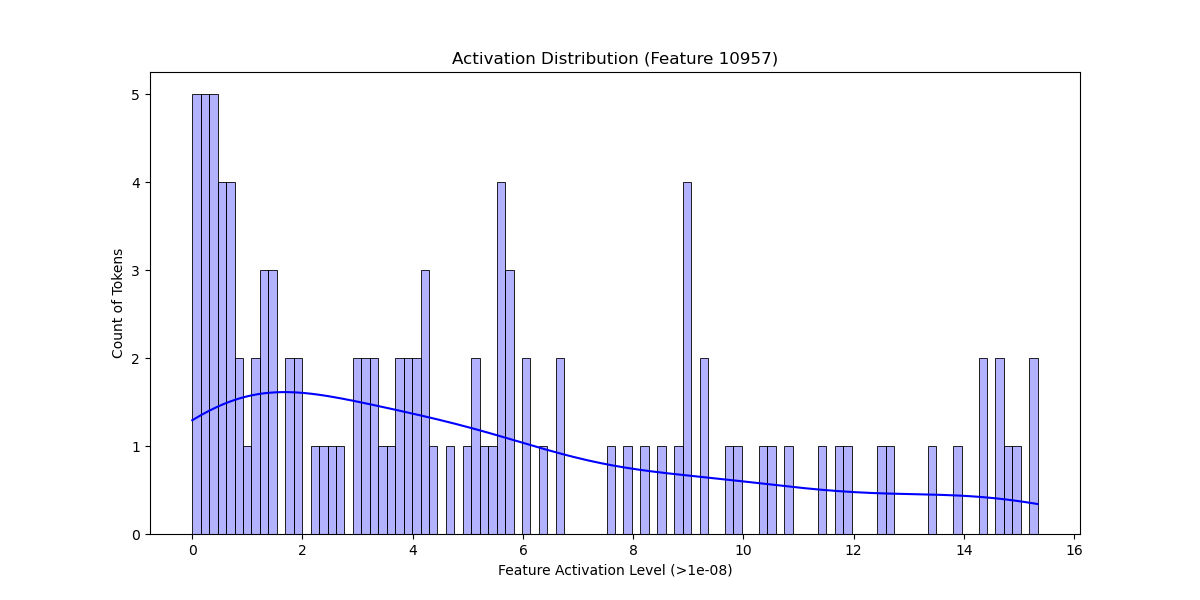 Activation Distribution (Feature 10957)
5
4
3
2
1
0
Count of Tokens
0 2 4 6 8 10 12 14 16
Feature Activation Level (>1e-08)